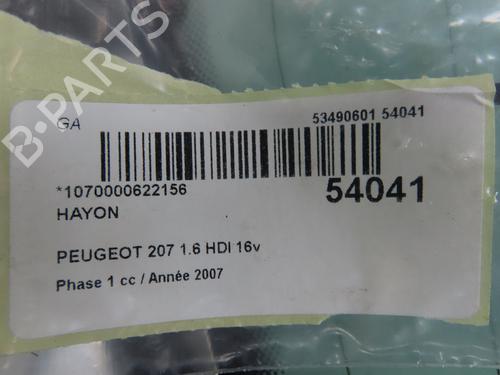 B-PARTS
GA
53490601 54041
*1070000622156
54041
HAYON
PEUGEOT 207 1.6 HDI 16v
Phase 1 cc / Année 2007